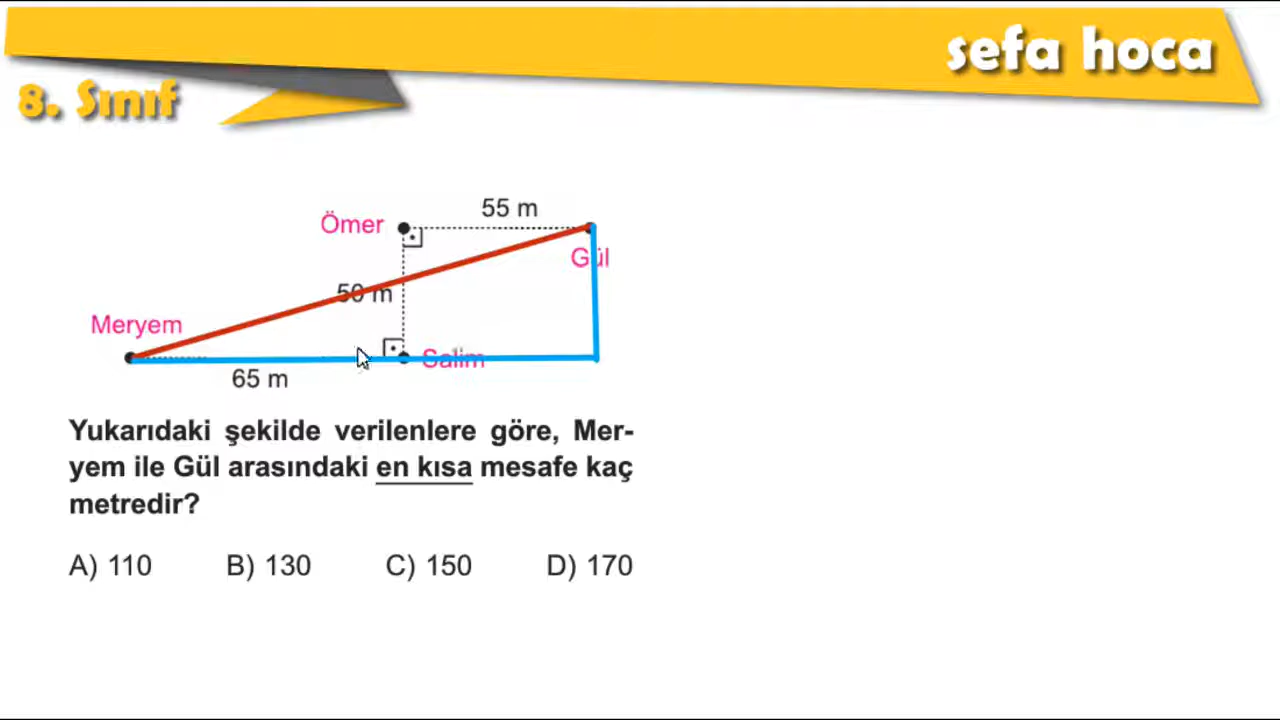 sefa hoca
8. Sınıf
55 m
Ömer
Gül
50 m
Meryem
Salim
65 m
Yukarıdaki şekilde verilenlere göre, Mer-
yem ile Gül arasındaki en kısa mesafe kaç
metredir?
A) 110 B) 130 C) 150 D) 170